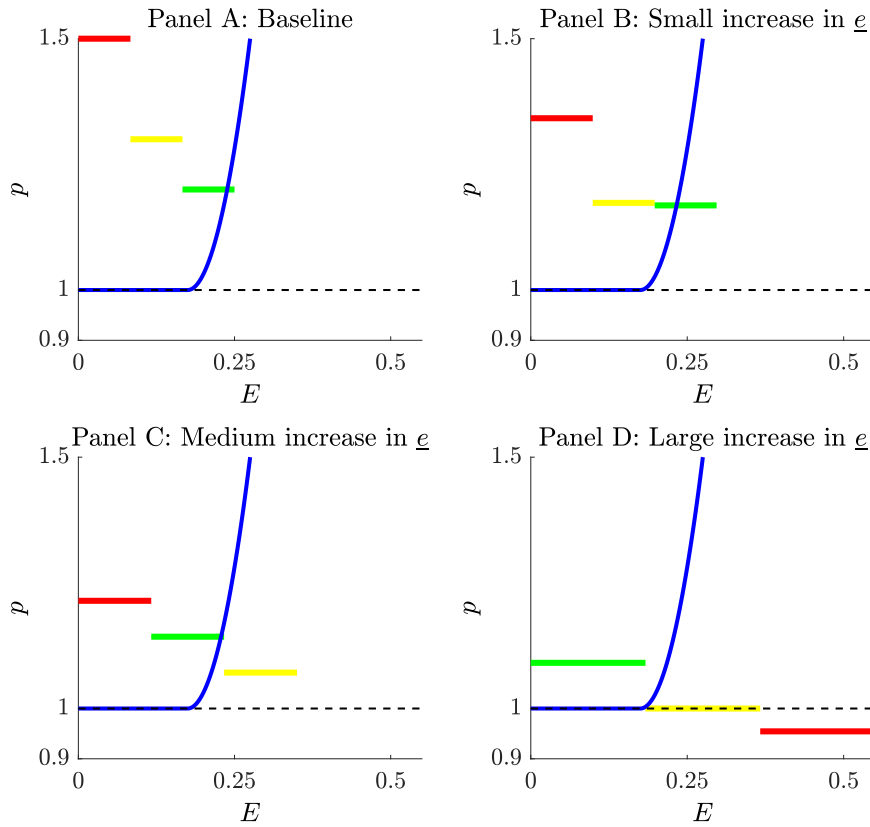 Panel A: Baseline
1.5
p
1
0.9
0
0.25
0.5
E
Panel B: Small increase in e
1.5
p
1
0.9
0
0.25
0.5
E
Panel C: Medium increase in e
1.5
p
1
0.9
0
0.25
0.5
E
Panel D: Large increase in e
1.5
p
1
0.9
0
0.25
0.5
E